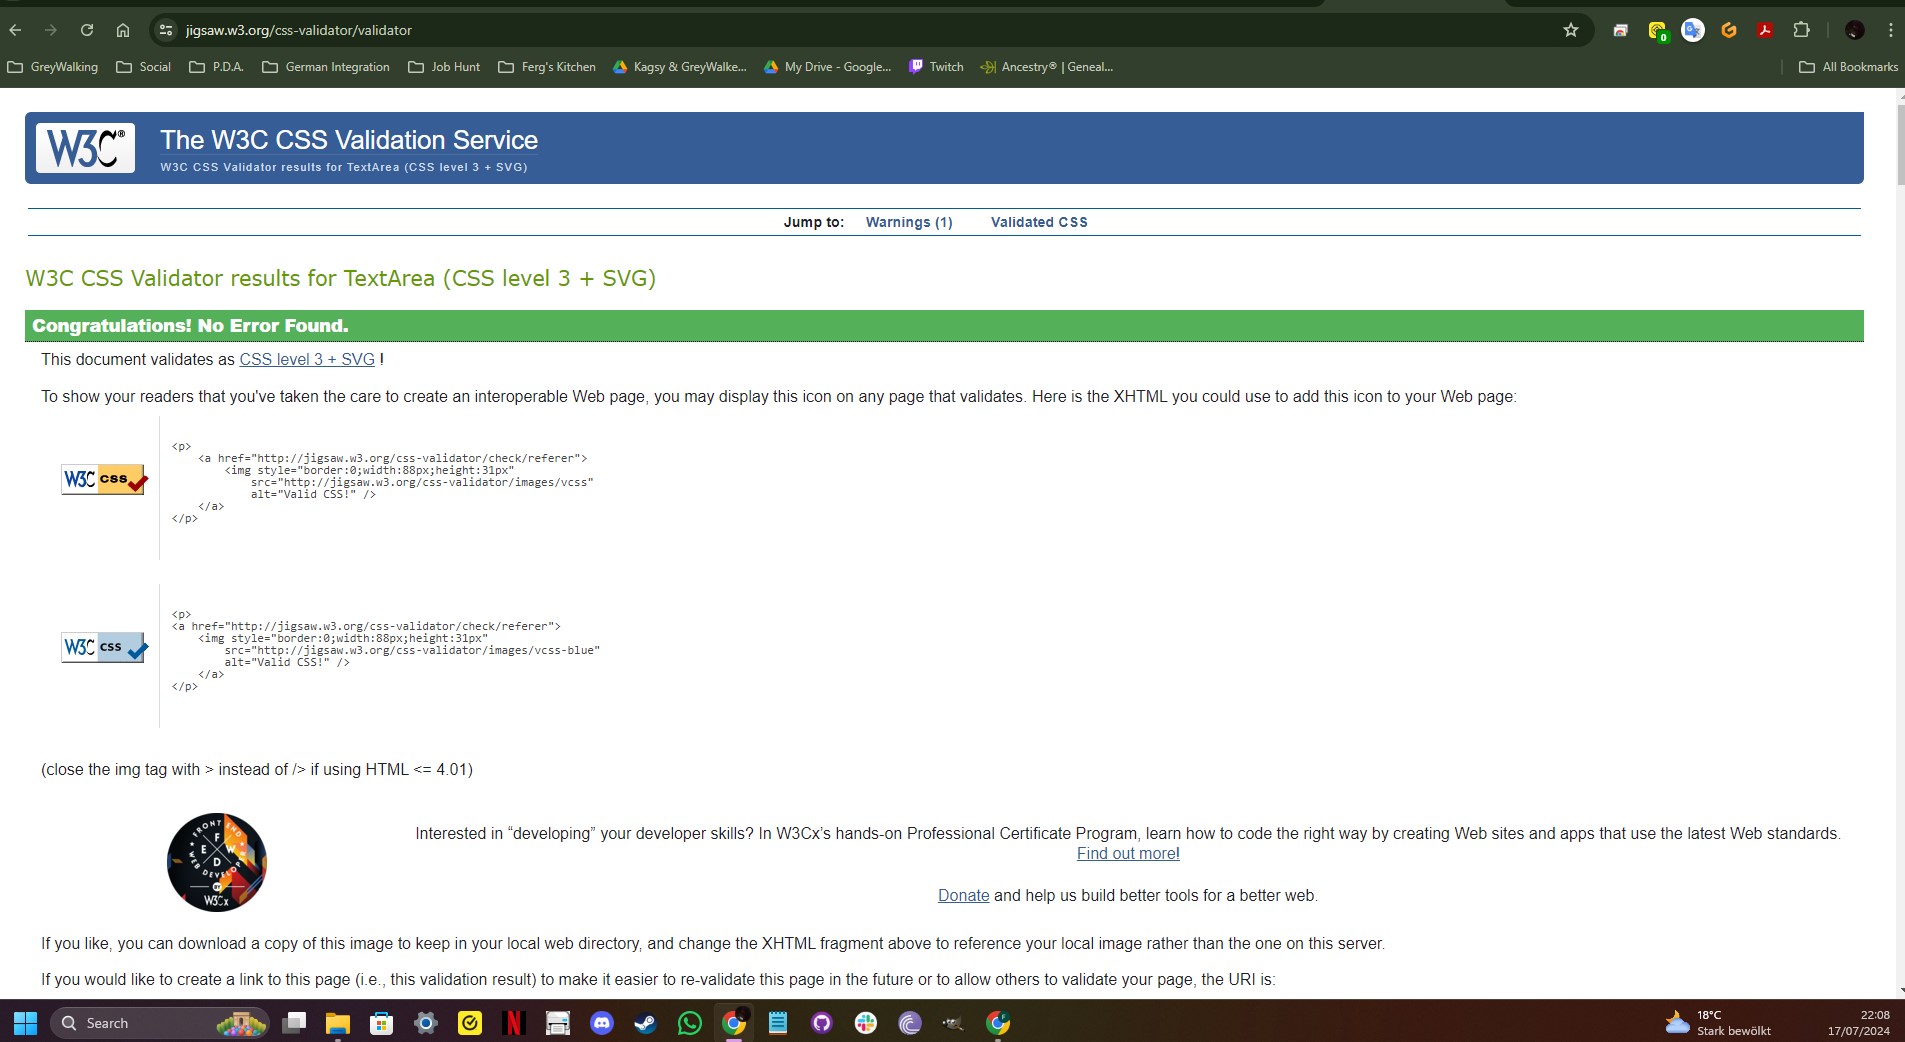 jigsaw.w3.org/css-validator/validator
0
GreyWalking Social P.D.A. German Integration Job Hunt Ferg's Kitchen Kagsy & GreyWalke... My Drive - Google... Twitch Ancestry® | Geneal... All Bookmarks
W3C®
The W3C CSS Validation Service
W3C CSS Validator results for TextArea (CSS level 3 + SVG)
Jump to: Warnings (1) Validated CSS
W3C CSS Validator results for TextArea (CSS level 3 + SVG)
Congratulations! No Error Found.
This document validates as CSS level 3 + SVG !
To show your readers that you've taken the care to create an interoperable Web page, you may display this icon on any page that validates. Here is the XHTML you could use to add this icon to your Web page:
W3C css
<p>
<a href="http://jigsaw.w3.org/css-validator/check/referer">
<img style="border:0;width:88px;height:31px"
src="http://jigsaw.w3.org/css-validator/images/vcss"
alt="Valid CSS!" />
</a>
</p>
W3C css
<p>
<a href="http://jigsaw.w3.org/css-validator/check/referer">
<img style="border:0;width:88px;height:31px"
src="http://jigsaw.w3.org/css-validator/images/vcss-blue"
alt="Valid CSS!" />
</a>
</p>
(close the img tag with > instead of /> if using HTML <= 4.01)
FRONT END
F
E W
D
WEB DEVELOPER
BY
W3Cx
Interested in “developing” your developer skills? In W3Cx’s hands-on Professional Certificate Program, learn how to code the right way by creating Web sites and apps that use the latest Web standards.
Find out more!
Donate and help us build better tools for a better web.
If you like, you can download a copy of this image to keep in your local web directory, and change the XHTML fragment above to reference your local image rather than the one on this server.
If you would like to create a link to this page (i.e., this validation result) to make it easier to re-validate this page in the future or to allow others to validate your page, the URI is:
Search
N
18°C
Stark bewölkt
22:08
17/07/2024